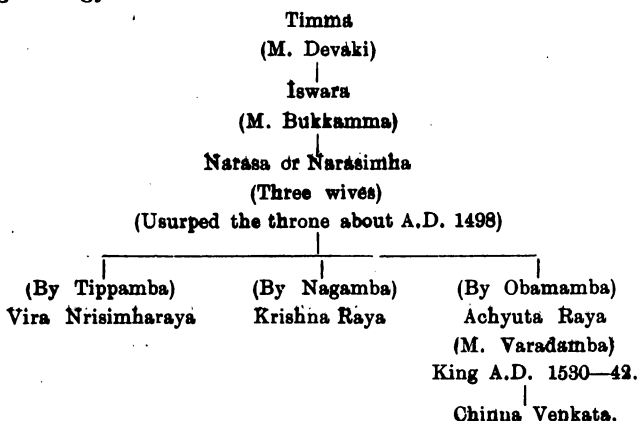 Timma
(M. Devaki)
Iswara
(M. Bukkamma)
Narasa or Narasimha
(Three wives)
(Usurped the throne about A.D. 1498)
(By Tippamba) (By Nagamba) (By Obamamba)
Vira Nrisimharaya Krishna Raya Achyuta Raya
(M. Varadamba)
King A.D. 1530—42.
Chinna Venkata.